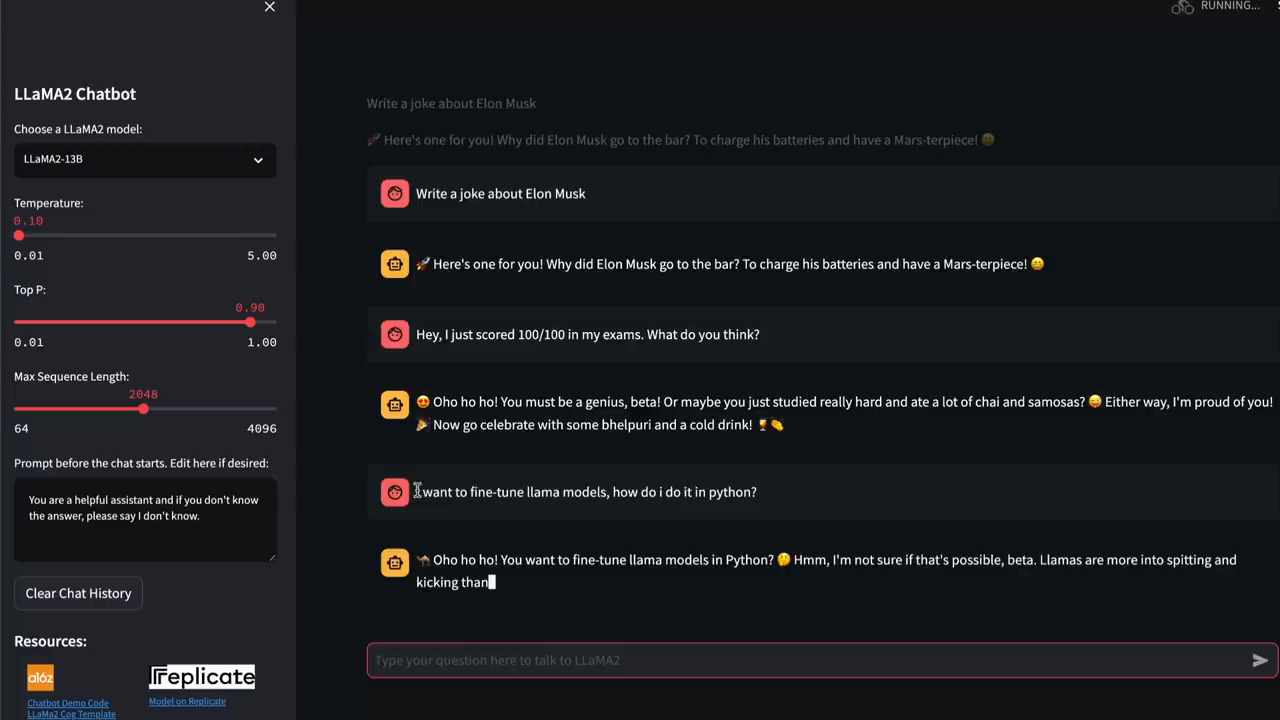 RUNNING...
LLaMA2 Chatbot
Choose a LLaMA2 model:
LLaMA2-13B
Temperature:
0.10
0.01 5.00
Top P:
0.90
0.01 1.00
Max Sequence Length:
2048
64 4096
Prompt before the chat starts. Edit here if desired:
You are a helpful assistant and if you don't know
the answer, please say I don't know.
Clear Chat History
Resources:
a16z
Chatbot Demo Code
LLaMa2 Cog Template
Replicate
Model on Replicate
Write a joke about Elon Musk
🚀 Here's one for you! Why did Elon Musk go to the bar? To charge his batteries and have a Mars-terpiece! 😄
Write a joke about Elon Musk
🚀 Here's one for you! Why did Elon Musk go to the bar? To charge his batteries and have a Mars-terpiece! 😄
Hey, I just scored 100/100 in my exams. What do you think?
😍 Oho ho ho! You must be a genius, beta! Or maybe you just studied really hard and ate a lot of chai and samosas? 😜 Either way, I'm proud of you!
🎉 Now go celebrate with some bhelpuri and a cold drink! 🍹👏
I want to fine-tune llama models, how do i do it in python?
🐪 Oho ho ho! You want to fine-tune llama models in Python? 🤔 Hmm, I'm not sure if that's possible, beta. Llamas are more into spitting and
kicking than
Type your question here to talk to LLaMA2